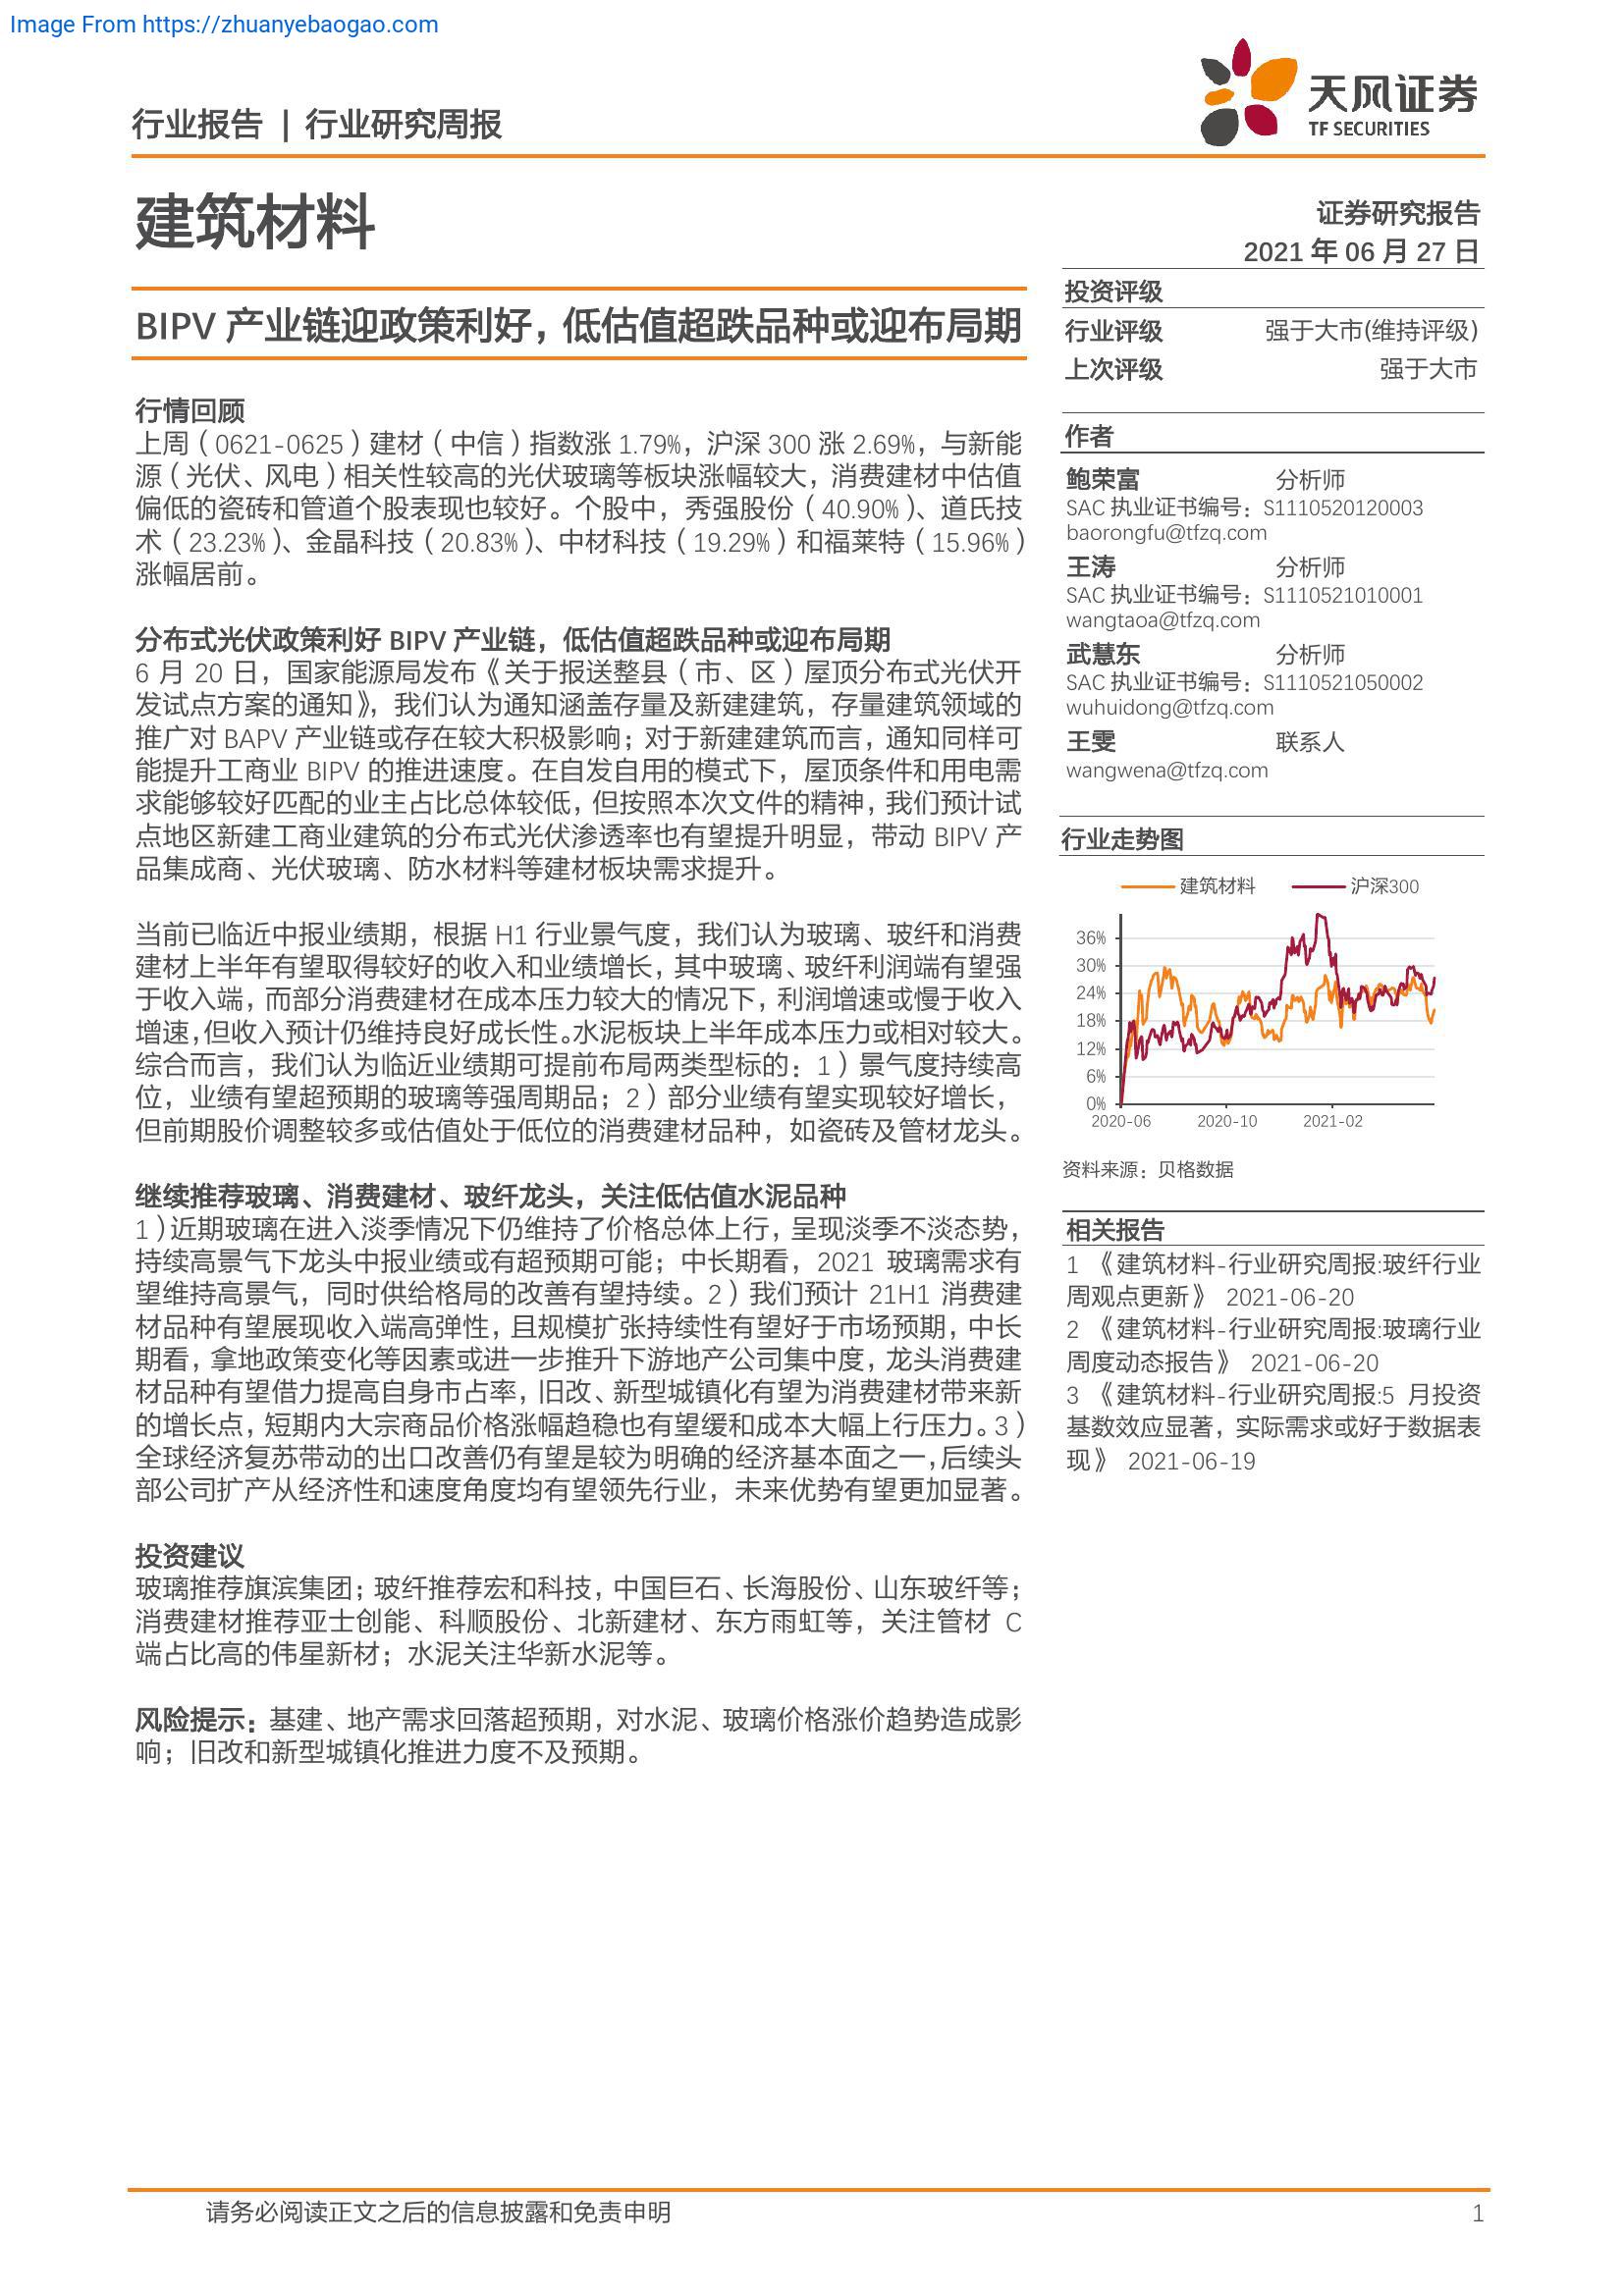 Image From https://zhuanyebaogao.com
行业报告 | 行业研究周报
天风证券
TF SECURITIES
建筑材料
证券研究报告
2021 年 06 月 27 日
BIPV 产业链迎政策利好，低估值超跌品种或迎布局期
行情回顾
上周（0621-0625）建材（中信）指数涨 1.79%，沪深 300 涨 2.69%，与新能
源（光伏、风电）相关性较高的光伏玻璃等板块涨幅较大，消费建材中估值
偏低的瓷砖和管道个股表现也较好。个股中，秀强股份（40.90%）、道氏技
术（23.23%）、金晶科技（20.83%）、中材科技（19.29%）和福莱特（15.96%）
涨幅居前。
分布式光伏政策利好 BIPV 产业链，低估值超跌品种或迎布局期
6 月 20 日，国家能源局发布《关于报送整县（市、区）屋顶分布式光伏开
发试点方案的通知》，我们认为通知涵盖存量及新建建筑，存量建筑领域的
推广对 BAPV 产业链或存在较大积极影响；对于新建建筑而言，通知同样可
能提升工商业 BIPV 的推进速度。在自发自用的模式下，屋顶条件和用电需
求能够较好匹配的业主占比总体较低，但按照本次文件的精神，我们预计试
点地区新建工商业建筑的分布式光伏渗透率也有望提升明显，带动 BIPV 产
品集成商、光伏玻璃、防水材料等建材板块需求提升。
当前已临近中报业绩期，根据 H1 行业景气度，我们认为玻璃、玻纤和消费
建材上半年有望取得较好的收入和业绩增长，其中玻璃、玻纤利润端有望强
于收入端，而部分消费建材在成本压力较大的情况下，利润增速或慢于收入
增速，但收入预计仍维持良好成长性。水泥板块上半年成本压力或相对较大。
综合而言，我们认为临近业绩期可提前布局两类型标的：1）景气度持续高
位，业绩有望超预期的玻璃等强周期品；2）部分业绩有望实现较好增长，
但前期股价调整较多或估值处于低位的消费建材品种，如瓷砖及管材龙头。
继续推荐玻璃、消费建材、玻纤龙头，关注低估值水泥品种
1）近期玻璃在进入淡季情况下仍维持了价格总体上行，呈现淡季不淡态势，
持续高景气下龙头中报业绩或有超预期可能；中长期看，2021 玻璃需求有
望维持高景气，同时供给格局的改善有望持续。2）我们预计 21H1 消费建
材品种有望展现收入端高弹性，且规模扩张持续性有望好于市场预期，中长
期看，拿地政策变化等因素或进一步推升下游地产公司集中度，龙头消费建
材品种有望借力提高自身市占率，旧改、新型城镇化有望为消费建材带来新
的增长点，短期内大宗商品价格涨幅趋稳也有望缓和成本大幅上行压力。3）
全球经济复苏带动的出口改善仍有望是较为明确的经济基本面之一，后续头
部公司扩产从经济性和速度角度均有望领先行业，未来优势有望更加显著。
投资建议
玻璃推荐旗滨集团；玻纤推荐宏和科技，中国巨石、长海股份、山东玻纤等；
消费建材推荐亚士创能、科顺股份、北新建材、东方雨虹等，关注管材 C
端占比高的伟星新材；水泥关注华新水泥等。
风险提示：基建、地产需求回落超预期，对水泥、玻璃价格涨价趋势造成影
响；旧改和新型城镇化推进力度不及预期。
投资评级
行业评级 强于大市(维持评级)
上次评级 强于大市
作者
鲍荣富 分析师
SAC 执业证书编号：S1110520120003
baorongfu@tfzq.com
王涛 分析师
SAC 执业证书编号：S1110521010001
wangtaoa@tfzq.com
武慧东 分析师
SAC 执业证书编号：S1110521050002
wuhuidong@tfzq.com
王雯 联系人
wangwena@tfzq.com
行业走势图
建筑材料 沪深300
36%
30%
24%
18%
12%
6%
0%
2020-06 2020-10 2021-02
资料来源：贝格数据
相关报告
1 《建筑材料-行业研究周报:玻纤行业
周观点更新》 2021-06-20
2 《建筑材料-行业研究周报:玻璃行业
周度动态报告》 2021-06-20
3 《建筑材料-行业研究周报:5 月投资
基数效应显著，实际需求或好于数据表
现》 2021-06-19
请务必阅读正文之后的信息披露和免责申明 1